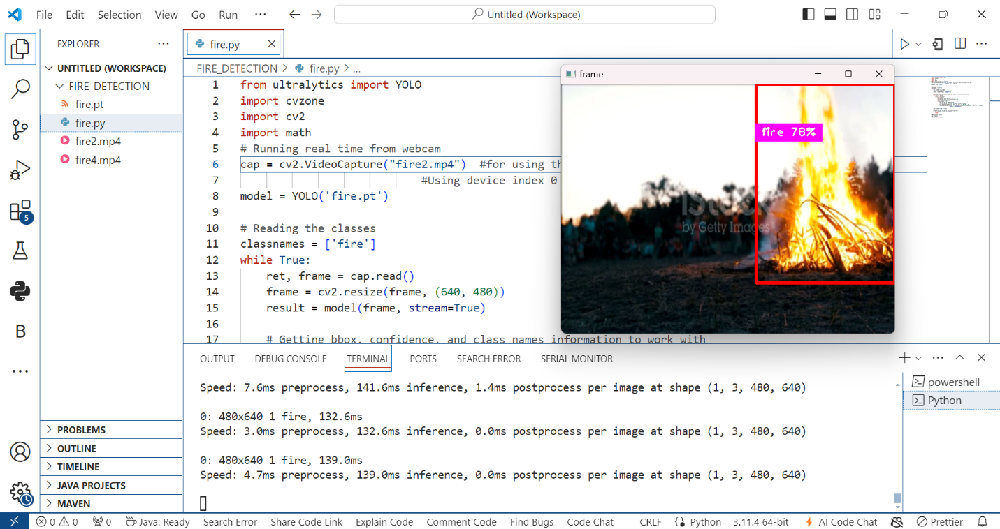 File Edit Selection View Go Run ··· Untitled (Workspace)
EXPLORER ···
UNTITLED (WORKSPACE)
FIRE_DETECTION
fire.pt
fire.py
fire2.mp4
fire4.mp4
PROBLEMS
OUTLINE
TIMELINE
JAVA PROJECTS
MAVEN
5
B
fire.py
FIRE_DETECTION > fire.py > ...
1 from ultralytics import YOLO
2 import cvzone
3 import cv2
4 import math
5 # Running real time from webcam
6 cap = cv2.VideoCapture("fire2.mp4") #for using th
7 #Using device index 0
8 model = YOLO('fire.pt')
9
10 # Reading the classes
11 classnames = ['fire']
12 while True:
13 ret, frame = cap.read()
14 frame = cv2.resize(frame, (640, 480))
15 result = model(frame, stream=True)
16
17 # Getting bbox, confidence, and class names information to work with
frame
fire 78%
iStock
by Getty Images
OUTPUT DEBUG CONSOLE TERMINAL PORTS SEARCH ERROR SERIAL MONITOR
Speed: 7.6ms preprocess, 141.6ms inference, 1.4ms postprocess per image at shape (1, 3, 480, 640)
0: 480x640 1 fire, 132.6ms
Speed: 3.0ms preprocess, 132.6ms inference, 0.0ms postprocess per image at shape (1, 3, 480, 640)
0: 480x640 1 fire, 139.0ms
Speed: 4.7ms preprocess, 139.0ms inference, 0.0ms postprocess per image at shape (1, 3, 480, 640)
powershell
Python
0 0 0 Java: Ready Search Error Share Code Link Explain Code Comment Code Find Bugs Code Chat CRLF Python 3.11.4 64-bit AI Code Chat Prettier